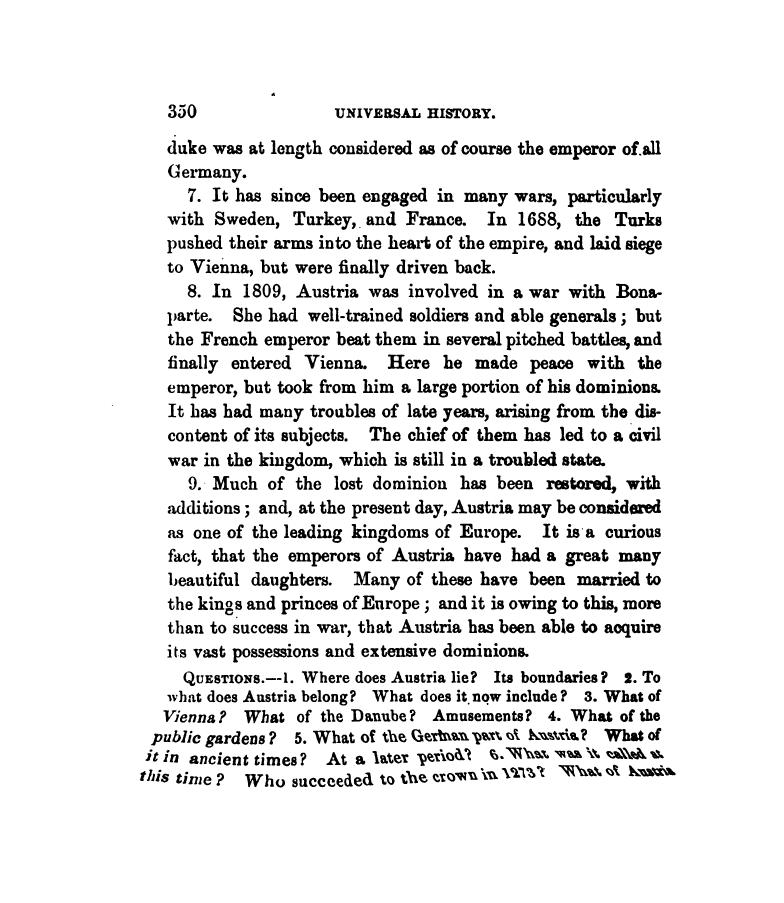 350 UNIVERSAL HISTORY.
duke was at length considered as of course the emperor of all
Germany.
7. It has since been engaged in many wars, particularly
with Sweden, Turkey, and France. In 1688, the Turks
pushed their arms into the heart of the empire, and laid siege
to Vienna, but were finally driven back.
8. In 1809, Austria was involved in a war with Bona-
parte. She had well-trained soldiers and able generals; but
the French emperor beat them in several pitched battles, and
finally entered Vienna. Here he made peace with the
emperor, but took from him a large portion of his dominions.
It has had many troubles of late years, arising from the dis-
content of its subjects. The chief of them has led to a civil
war in the kingdom, which is still in a troubled state.
9. Much of the lost dominion has been restored, with
additions; and, at the present day, Austria may be considered
as one of the leading kingdoms of Europe. It is a curious
fact, that the emperors of Austria have had a great many
beautiful daughters. Many of these have been married to
the kings and princes of Europe; and it is owing to this, more
than to success in war, that Austria has been able to acquire
its vast possessions and extensive dominions.
QUESTIONS.—1. Where does Austria lie? Its boundaries? 2. To
what does Austria belong? What does it now include? 3. What of
Vienna? What of the Danube? Amusements? 4. What of the
public gardens? 5. What of the German part of Austria? What of
it in ancient times? At a later period? 6. What was it called at
this time? Who succeeded to the crown in 1273? What of Austria